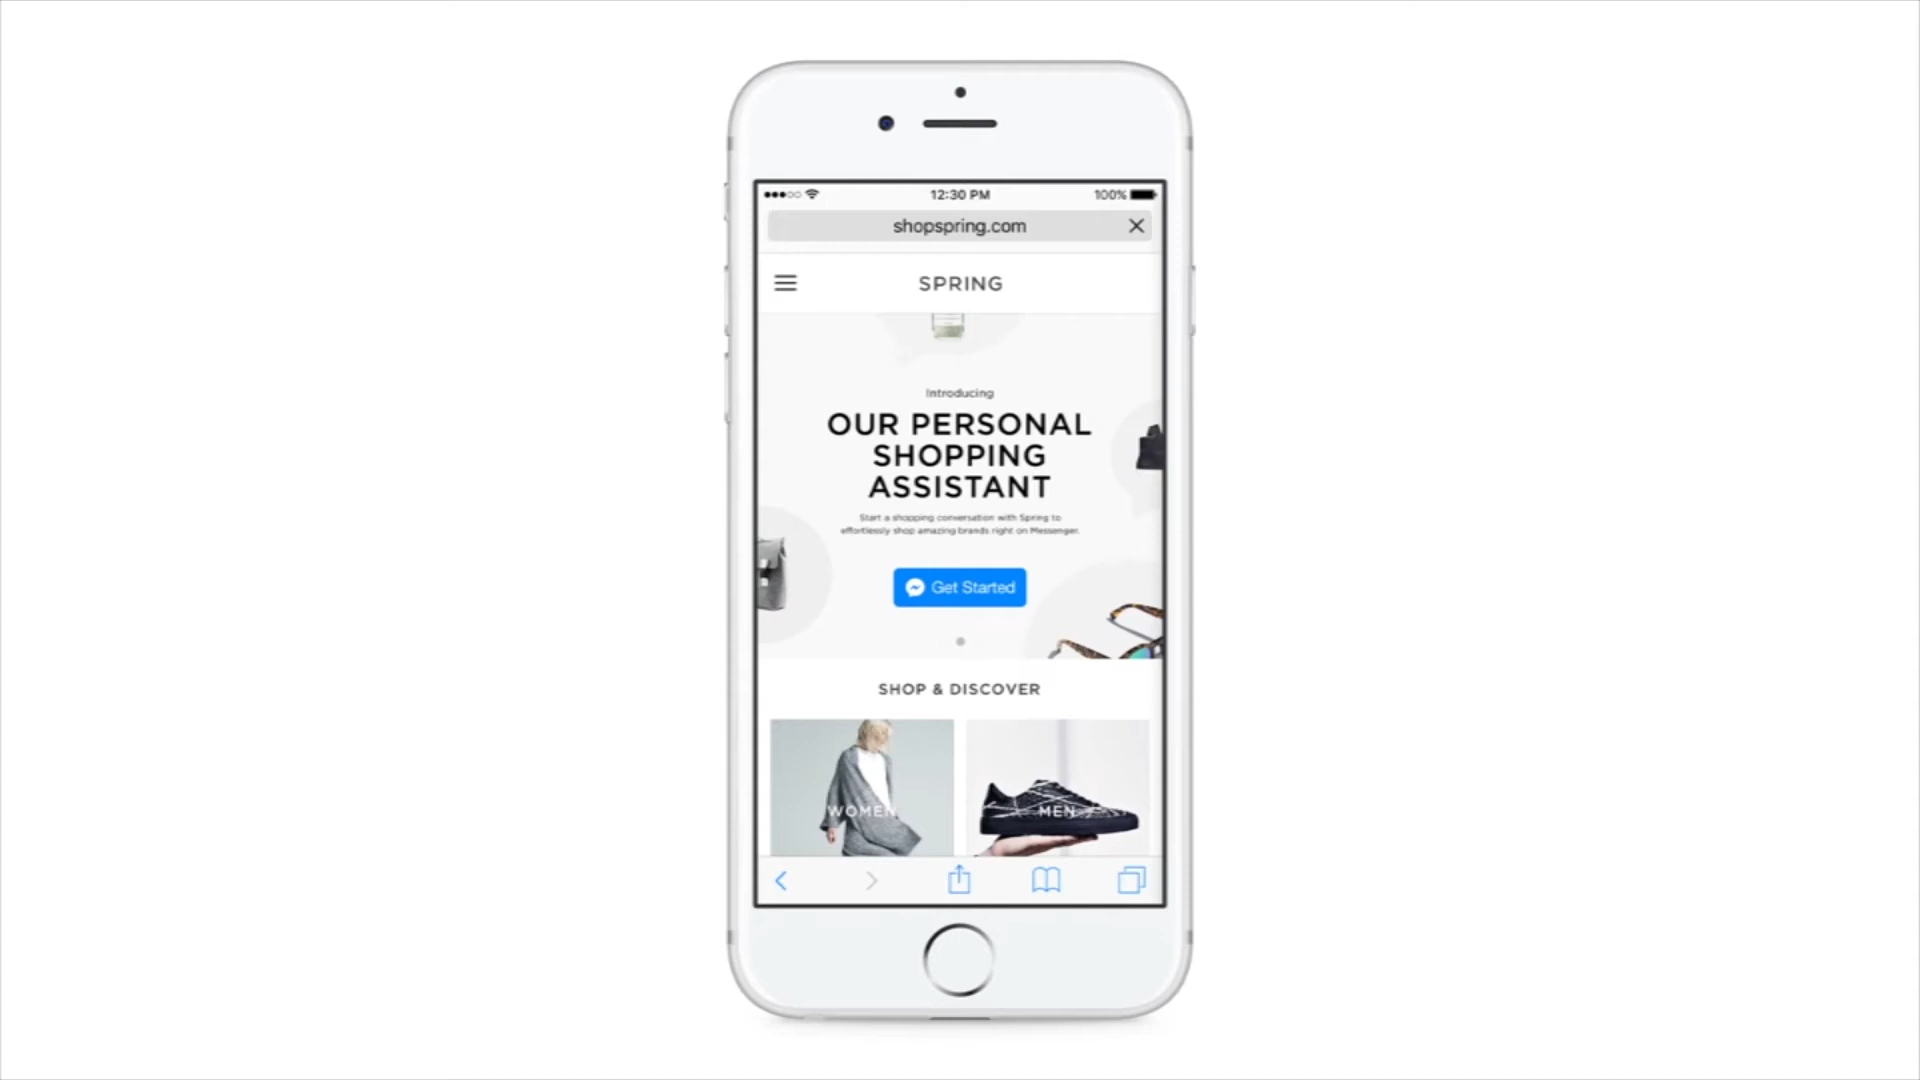 12:30 PM
100%
shopspring.com
SPRING
Introducing
OUR PERSONAL
SHOPPING
ASSISTANT
Start a shopping conversation with Spring to
effortlessly shop amazing brands right on Messenger.
Get Started
SHOP & DISCOVER
WOMEN
MEN